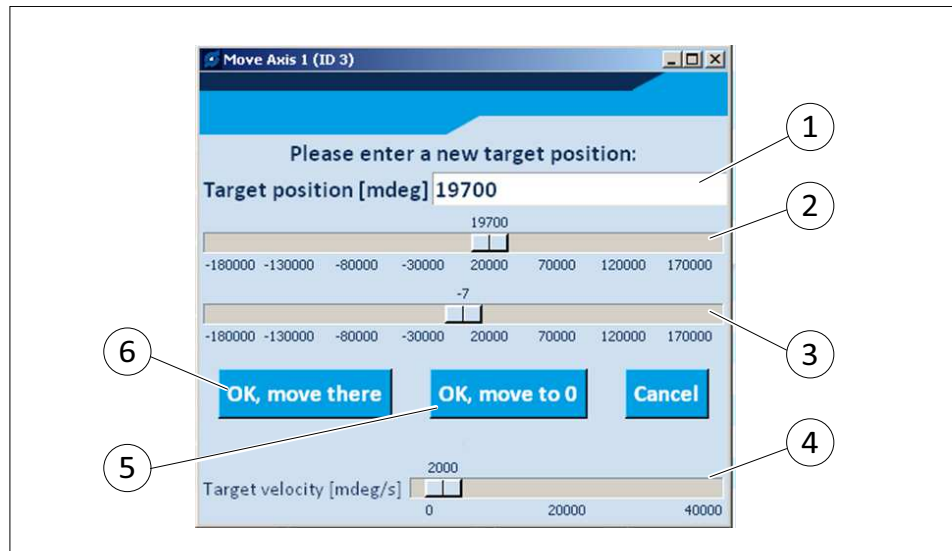 Move Axis 1 (ID 3)
1
Please enter a new target position:
Target position [mdeg] 19700
2
19700
-180000 -130000 -80000 -30000 20000 70000 120000 170000
-7
-180000 -130000 -80000 -30000 20000 70000 120000 170000
3
6
OK, move there OK, move to 0 Cancel
4
5
2000
Target velocity [mdeg/s]
0 20000 40000